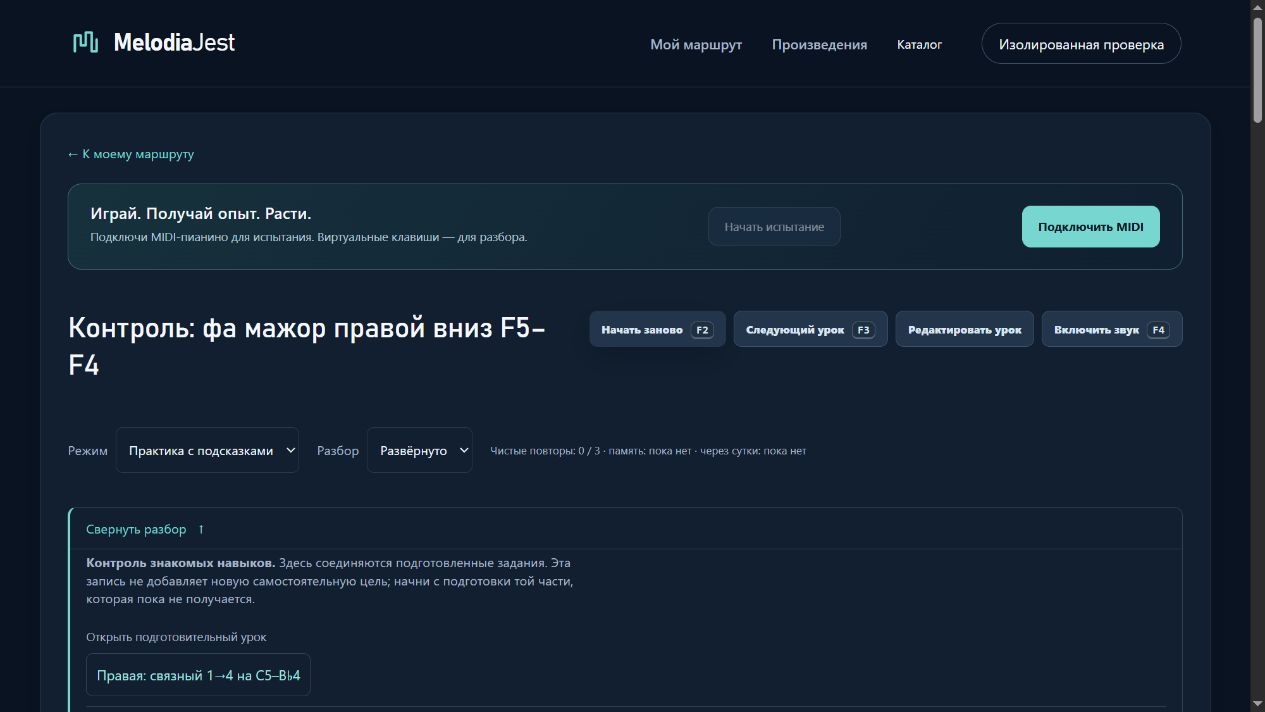 MelodiaJest
Мой маршрут
Произведения
Каталог
Изолированная проверка
← К моему маршруту
Играй. Получай опыт. Расти.
Подключи MIDI-пианино для испытания. Виртуальные клавиши — для разбора.
Начать испытание
Подключить MIDI
Контроль: фа мажор правой вниз F5–
F4
Начать заново F2
Следующий урок F3
Редактировать урок
Включить звук F4
Режим
Практика с подсказками
Разбор
Развёрнуто
Чистые повторы: 0 / 3 · память: пока нет · через сутки: пока нет
Свернуть разбор ↑
Контроль знакомых навыков. Здесь соединяются подготовленные задания. Эта
запись не добавляет новую самостоятельную цель; начни с подготовки той части,
которая пока не получается.
Открыть подготовительный урок
Правая: связный 1→4 на C5–B♭4